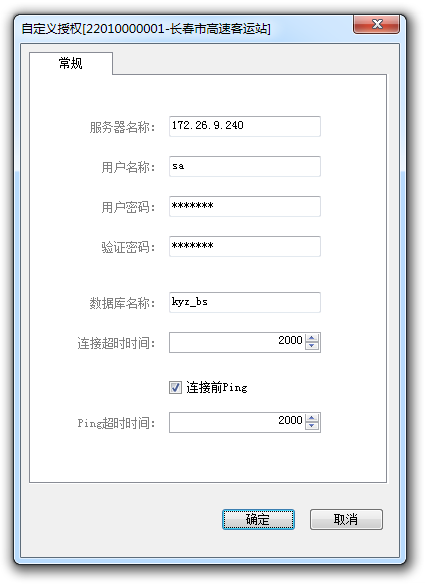 自定义授权[22010000001-长春市高速客运站]
常规
服务器名称： 172.26.9.240
用户名称： sa
用户密码： *******
验证密码： *******
数据库名称： kyz_bs
连接超时时间： 2000
连接前Ping
Ping超时时间： 2000
确定 取消